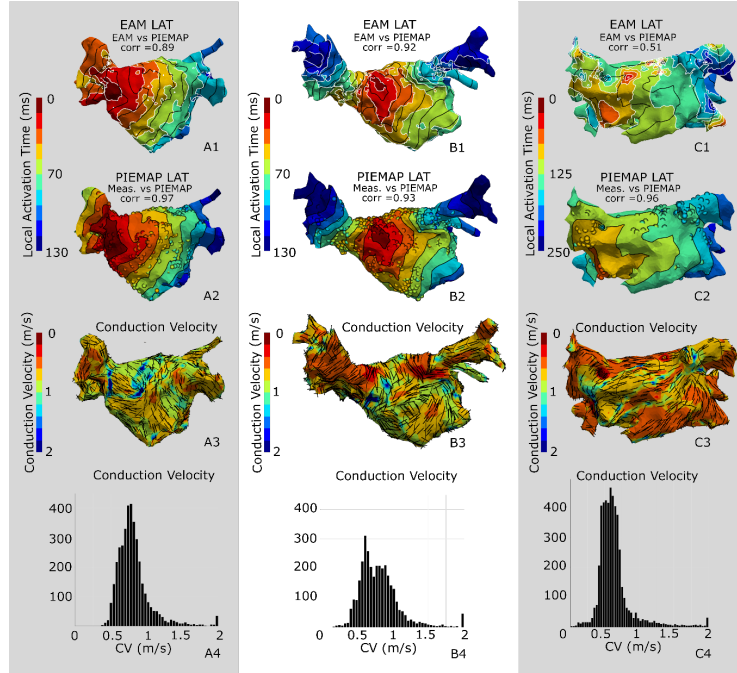 EAM LAT
EAM vs PIEMAP
corr =0.89
Local Activation Time (ms)
0
70
130
A1
PIEMAP LAT
Meas. vs PIEMAP
corr =0.97
A2
Conduction Velocity
Conduction Velocity (m/s)
0
1
2
A3
Conduction Velocity
400
300
200
100
0
0.5
1
1.5
2
CV (m/s)
A4
EAM LAT
EAM vs PIEMAP
corr =0.92
Local Activation Time (ms)
0
70
130
B1
PIEMAP LAT
Meas. vs PIEMAP
corr =0.93
B2
Conduction Velocity
Conduction Velocity (m/s)
0
1
2
B3
Conduction Velocity
400
300
200
100
0
0.5
1
1.5
2
CV (m/s)
B4
EAM LAT
EAM vs PIEMAP
corr =0.51
Local Activation Time (ms)
0
125
250
C1
PIEMAP LAT
Meas. vs PIEMAP
corr =0.96
C2
Conduction Velocity
Conduction Velocity (m/s)
0
1
2
C3
Conduction Velocity
400
300
200
100
0
0.5
1
1.5
2
CV (m/s)
C4